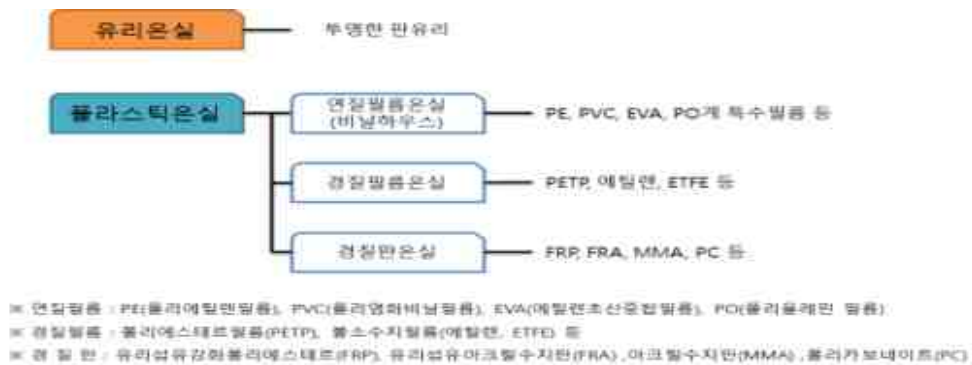 유리온실 투명한 판유리
플라스틱온실
연질필름온실
(비닐하우스)
PE, PVC, EVA, PO계 특수필름 등
경질필름온실 PETP, 에틸렌, ETFE 등
경질판온실 FRP, FRA, MMA, PC 등
※ 연질필름 : PE(폴리에틸렌필름), PVC(폴리염화비닐필름), EVA(에틸렌초산중합필름), PO(폴리올레핀 필름)
※ 경질필름 : 폴리에스테르필름(PETP), 불소수지필름(에틸렌, ETFE) 등
※ 경 질 판 : 유리섬유강화폴리에스테르(FRP), 유리섬유아크릴수지판(FRA) ,아크릴수지판(MMA) ,폴리카보네이트(PC)